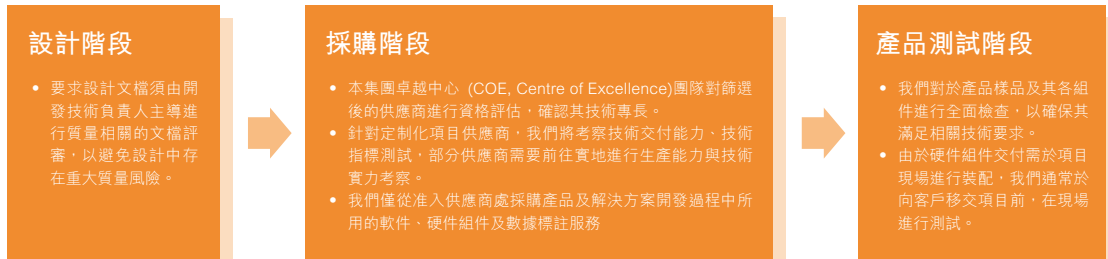 設計階段
• 要求設計文檔須由開
發技術負責人主導進
行質量相關的文檔評
審，以避免設計中存
在重大質量風險。
採購階段
• 本集團卓越中心 (COE, Centre of Excellence)團隊對篩選
後的供應商進行資格評估，確認其技術專長。
• 針對定制化項目供應商，我們將考察技術交付能力、技術
指標測試，部分供應商需要前往實地進行生產能力與技術
實力考察。
• 我們僅從准入供應商處採購產品及解決方案開發過程中所
用的軟件、硬件組件及數據標註服務
產品測試階段
• 我們對於產品樣品及其各組
件進行全面檢查，以確保其
滿足相關技術要求。
• 由於硬件組件交付需於項目
現場進行裝配，我們通常於
向客戶移交項目前，在現場
進行測試。